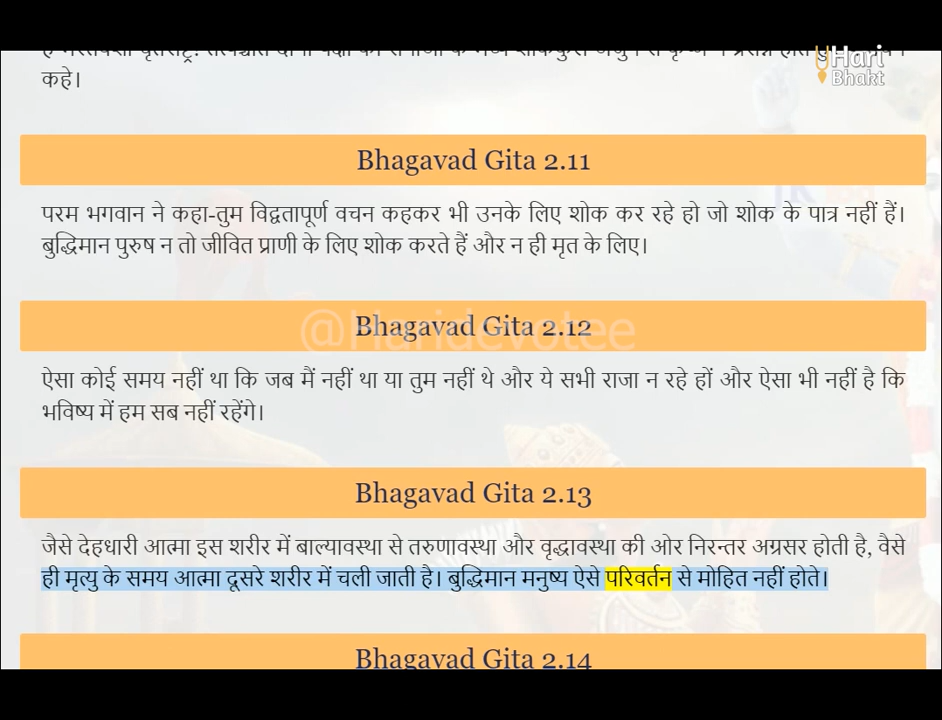 Hari
Bhakt
कहे।
Bhagavad Gita 2.11
परम भगवान ने कहा-तुम विद्वतापूर्ण वचन कहकर भी उनके लिए शोक कर रहे हो जो शोक के पात्र नहीं हैं।
बुद्धिमान पुरुष न तो जीवित प्राणी के लिए शोक करते हैं और न ही मृत के लिए।
Bhagavad Gita 2.12
@Haridevotee
ऐसा कोई समय नहीं था कि जब मैं नहीं था या तुम नहीं थे और ये सभी राजा न रहे हों और ऐसा भी नहीं है कि
भविष्य में हम सब नहीं रहेंगे।
Bhagavad Gita 2.13
जैसे देहधारी आत्मा इस शरीर में बाल्यावस्था से तरुणावस्था और वृद्धावस्था की ओर निरन्तर अग्रसर होती है, वैसे
ही मृत्यु के समय आत्मा दूसरे शरीर में चली जाती है। बुद्धिमान मनुष्य ऐसे परिवर्तन से मोहित नहीं होते।
Bhagavad Gita 2.14